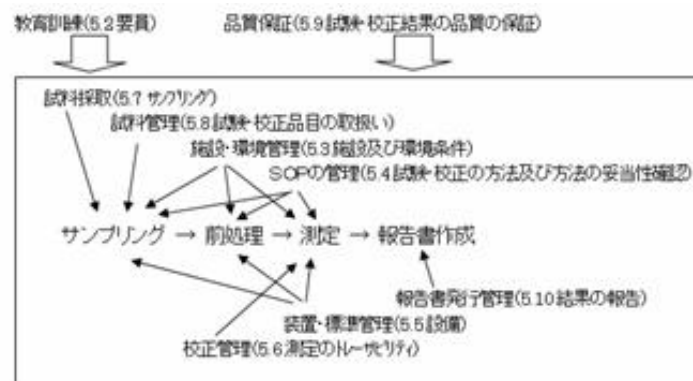 教育訓練(5.2要員)
品質保証(5.9試験・校正結果の品質の保証)
試料採取(5.7サンプリング)
試料管理(5.8試験・校正品目の取扱い)
施設・環境管理(5.3施設及び環境条件)
SOPの管理(5.4試験・校正の方法及び方法の妥当性確認)
サンプリング → 前処理 → 測定 → 報告書作成
報告書発行管理(5.10結果の報告)
装置・標準管理(5.5設備)
校正管理(5.6測定のトレーサビリティ)